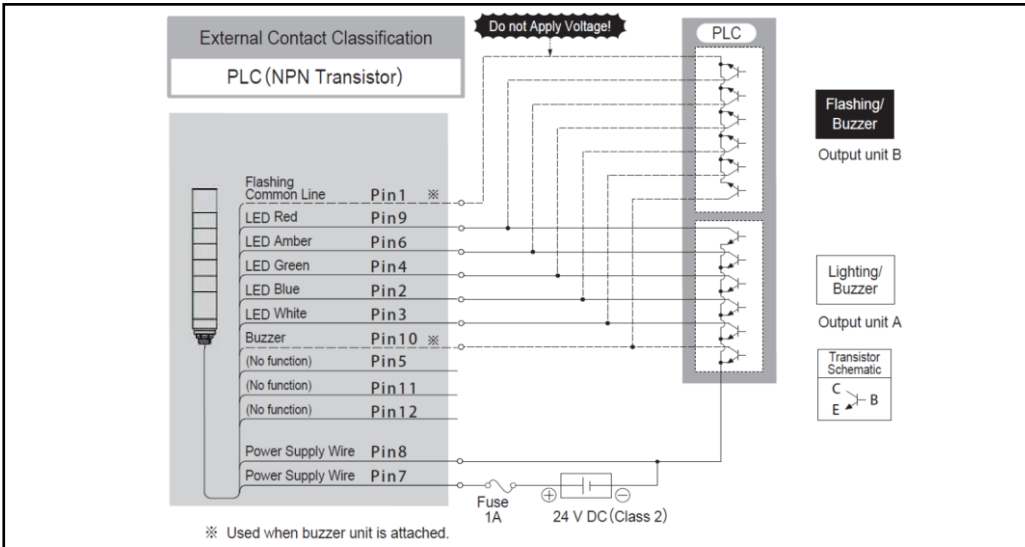 External Contact Classification
PLC(NPN Transistor)
Do not Apply Voltage!
PLC
Flashing/
Buzzer
Output unit B
Flashing
Common Line Pin1 ※
LED Red Pin9
LED Amber Pin6
LED Green Pin4
LED Blue Pin2
LED White Pin3
Buzzer Pin10 ※
(No function) Pin5
(No function) Pin11
(No function) Pin12
Power Supply Wire Pin8
Power Supply Wire Pin7
Lighting/
Buzzer
Output unit A
Transistor
Schematic
C
B
E
Fuse
1A
⊕ ⊖
24 V DC(Class 2)
※ Used when buzzer unit is attached.